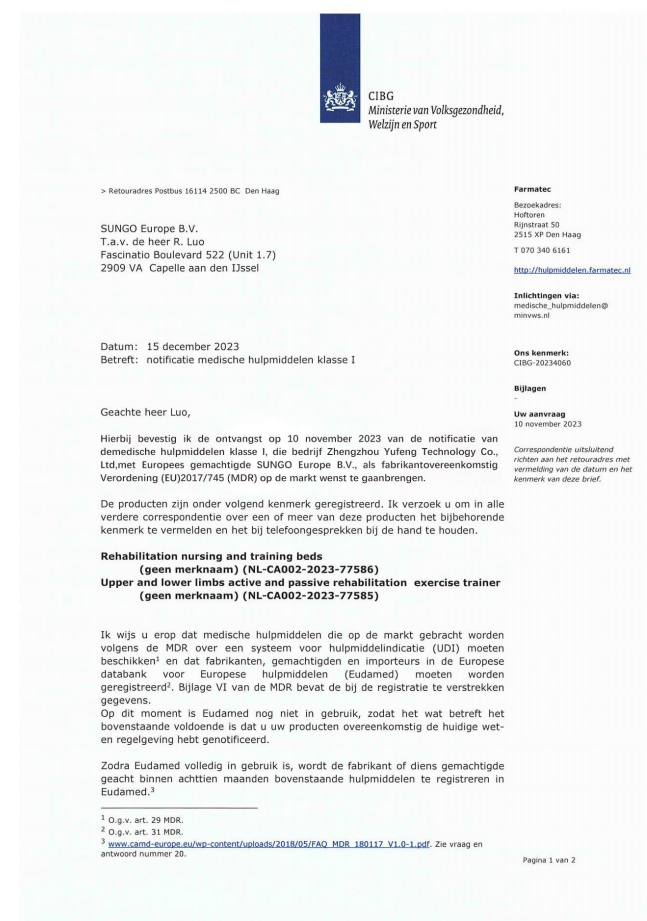 CIBG
Ministerie van Volksgezondheid,
Welzijn en Sport
> Retouradres Postbus 16114 2500 BC Den Haag
SUNGO Europe B.V.
T.a.v. de heer R. Luo
Fascinatio Boulevard 522 (Unit 1.7)
2909 VA Capelle aan den IJssel
Farmatec
Bezoekadres:
Hoftoren
Rijnstraat 50
2515 XP Den Haag
T 070 340 6161
http://hulpmiddelen.farmatec.nl
Inlichtingen via:
medische_hulpmiddelen@
minvws.nl
Ons kenmerk:
CIBG-20234060
Bijlagen
-
Uw aanvraag
10 november 2023
Correspondentie uitsluitend
richten aan het retouradres met
vermelding van de datum en het
kenmerk van deze brief.
Datum: 15 december 2023
Betreft: notificatie medische hulpmiddelen klasse I
Geachte heer Luo,
Hierbij bevestig ik de ontvangst op 10 november 2023 van de notificatie van
demedische hulpmiddelen klasse I, die bedrijf Zhengzhou Yufeng Technology Co.,
Ltd,met Europees gemachtigde SUNGO Europe B.V., als fabrikantovereenkomstig
Verordening (EU)2017/745 (MDR) op de markt wenst te gaanbrengen.
De producten zijn onder volgend kenmerk geregistreerd. Ik verzoek u om in alle
verdere correspondentie over een of meer van deze producten het bijbehorende
kenmerk te vermelden en het bij telefoongesprekken bij de hand te houden.
Rehabilitation nursing and training beds
(geen merknaam) (NL-CA002-2023-77586)
Upper and lower limbs active and passive rehabilitation exercise trainer
(geen merknaam) (NL-CA002-2023-77585)
Ik wijs u erop dat medische hulpmiddelen die op de markt gebracht worden
volgens de MDR over een systeem voor hulpmiddelindicatie (UDI) moeten
beschikken¹ en dat fabrikanten, gemachtigden en importeurs in de Europese
databank voor Europese hulpmiddelen (Eudamed) moeten worden
geregistreerd². Bijlage VI van de MDR bevat de bij de registratie te verstrekken
gegevens.
Op dit moment is Eudamed nog niet in gebruik, zodat het wat betreft het
bovenstaande voldoende is dat u uw producten overeenkomstig de huidige wet-
en regelgeving hebt genotificeerd.
Zodra Eudamed volledig in gebruik is, wordt de fabrikant of diens gemachtigde
geacht binnen achttien maanden bovenstaande hulpmiddelen te registreren in
Eudamed.³
¹ O.g.v. art. 29 MDR.
² O.g.v. art. 31 MDR.
³ www.camd-europe.eu/wp-content/uploads/2018/05/FAQ_MDR_180117_V1.0-1.pdf. Zie vraag en
antwoord nummer 20.
Pagina 1 van 2